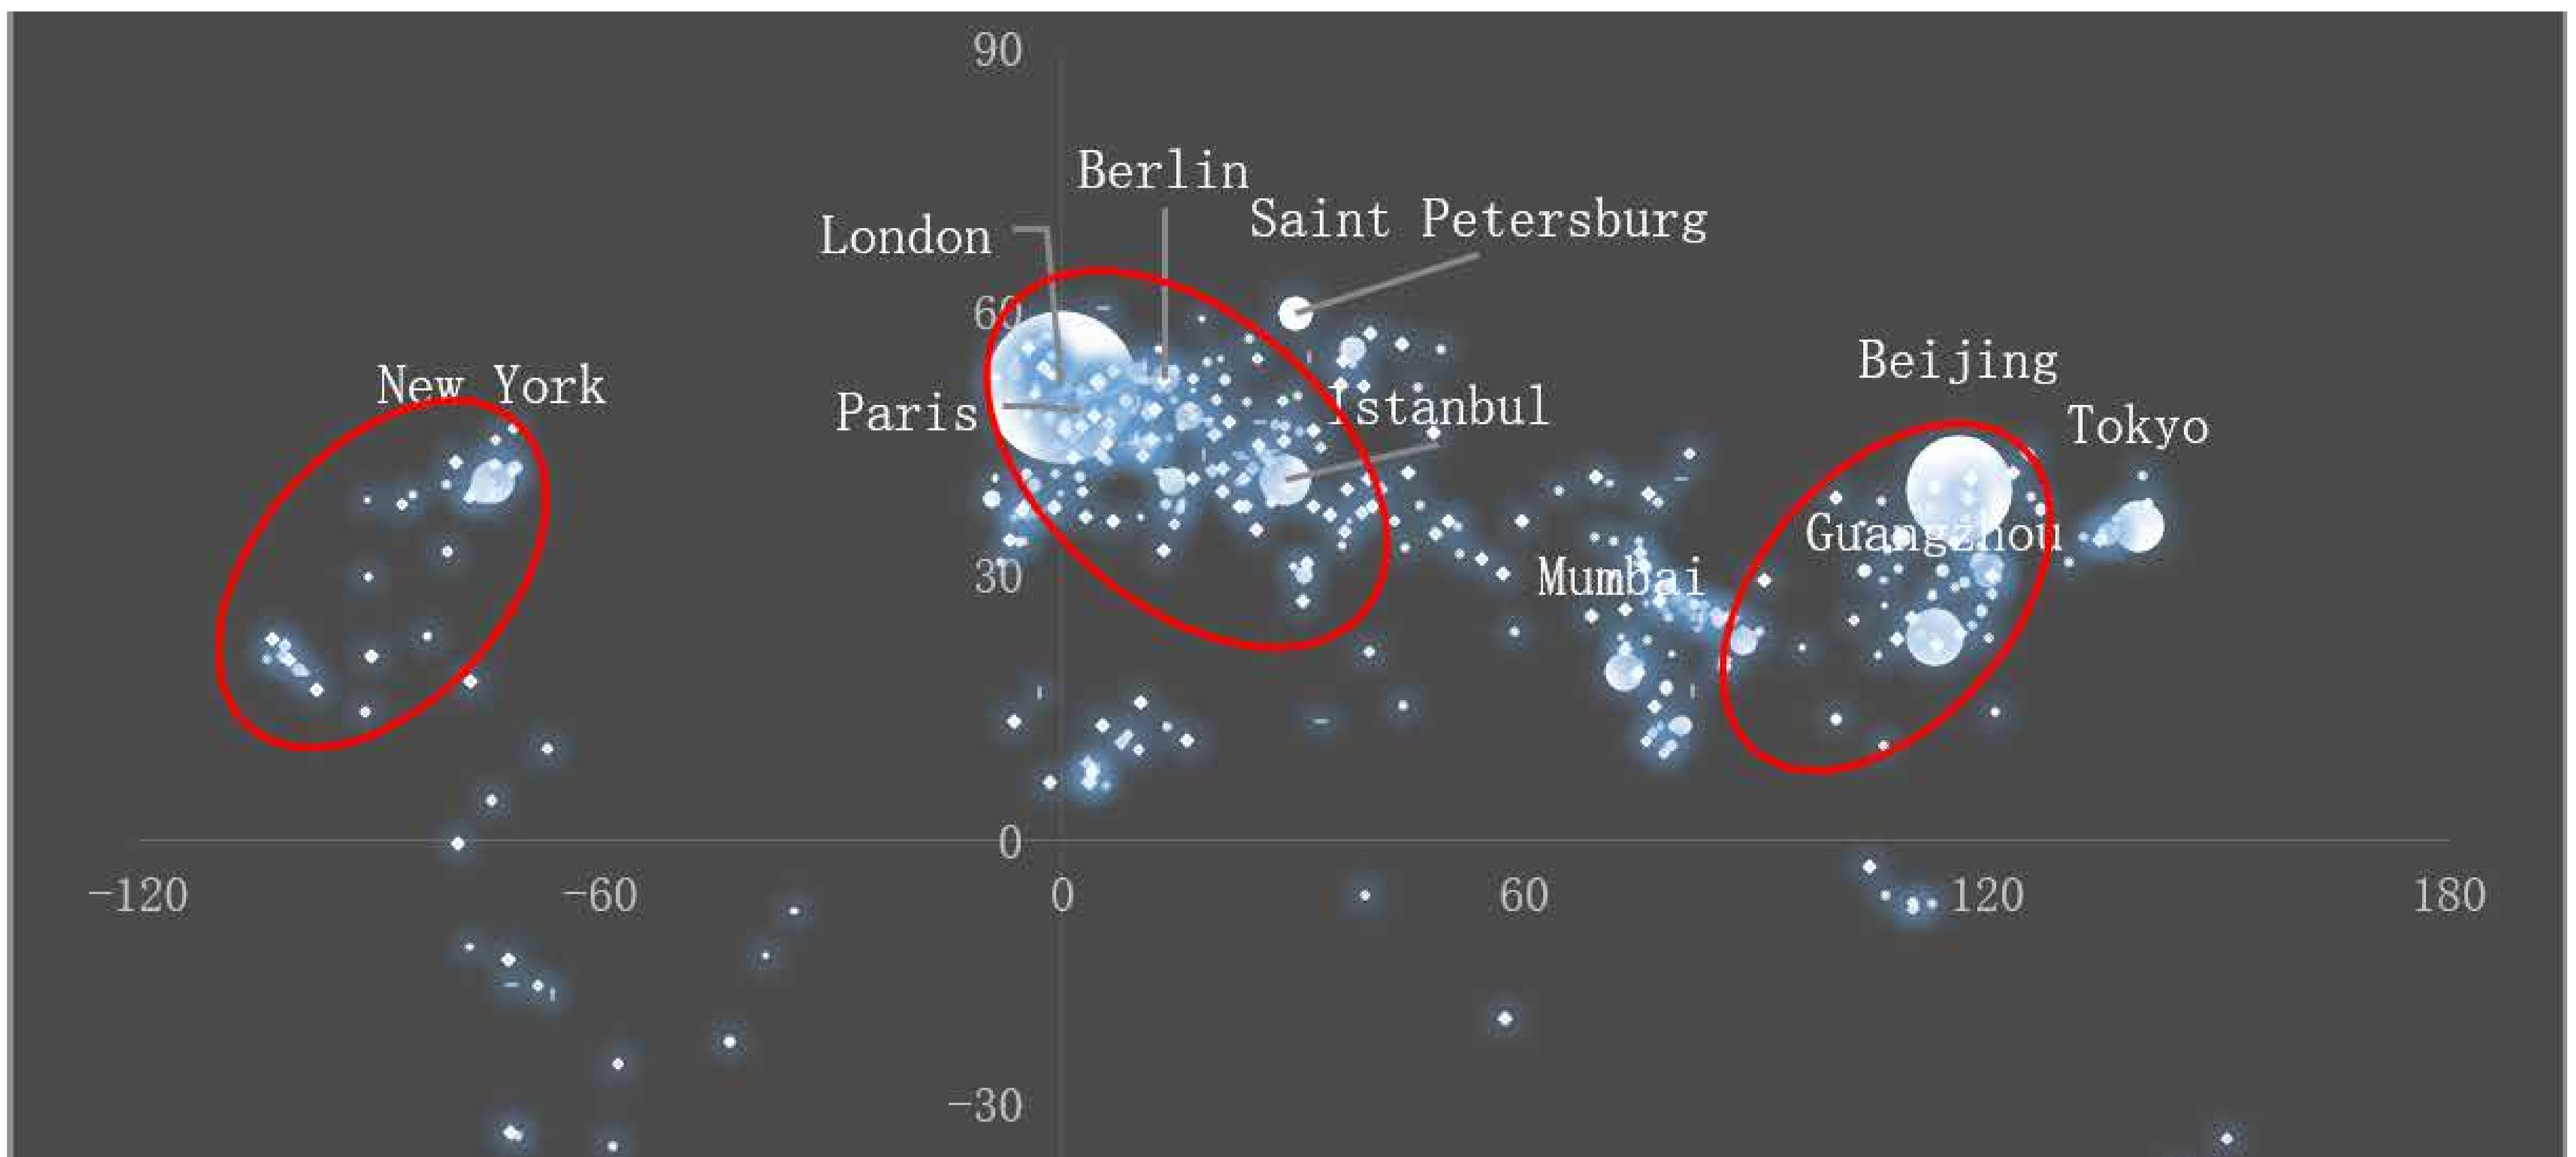 90
Berlin
Saint Petersburg
London
60
Beijing
New York
Paris
Istanbul
Tokyo
Guangzhou
30
Mumbai
0
-120
-60
0
60
120
180
-30